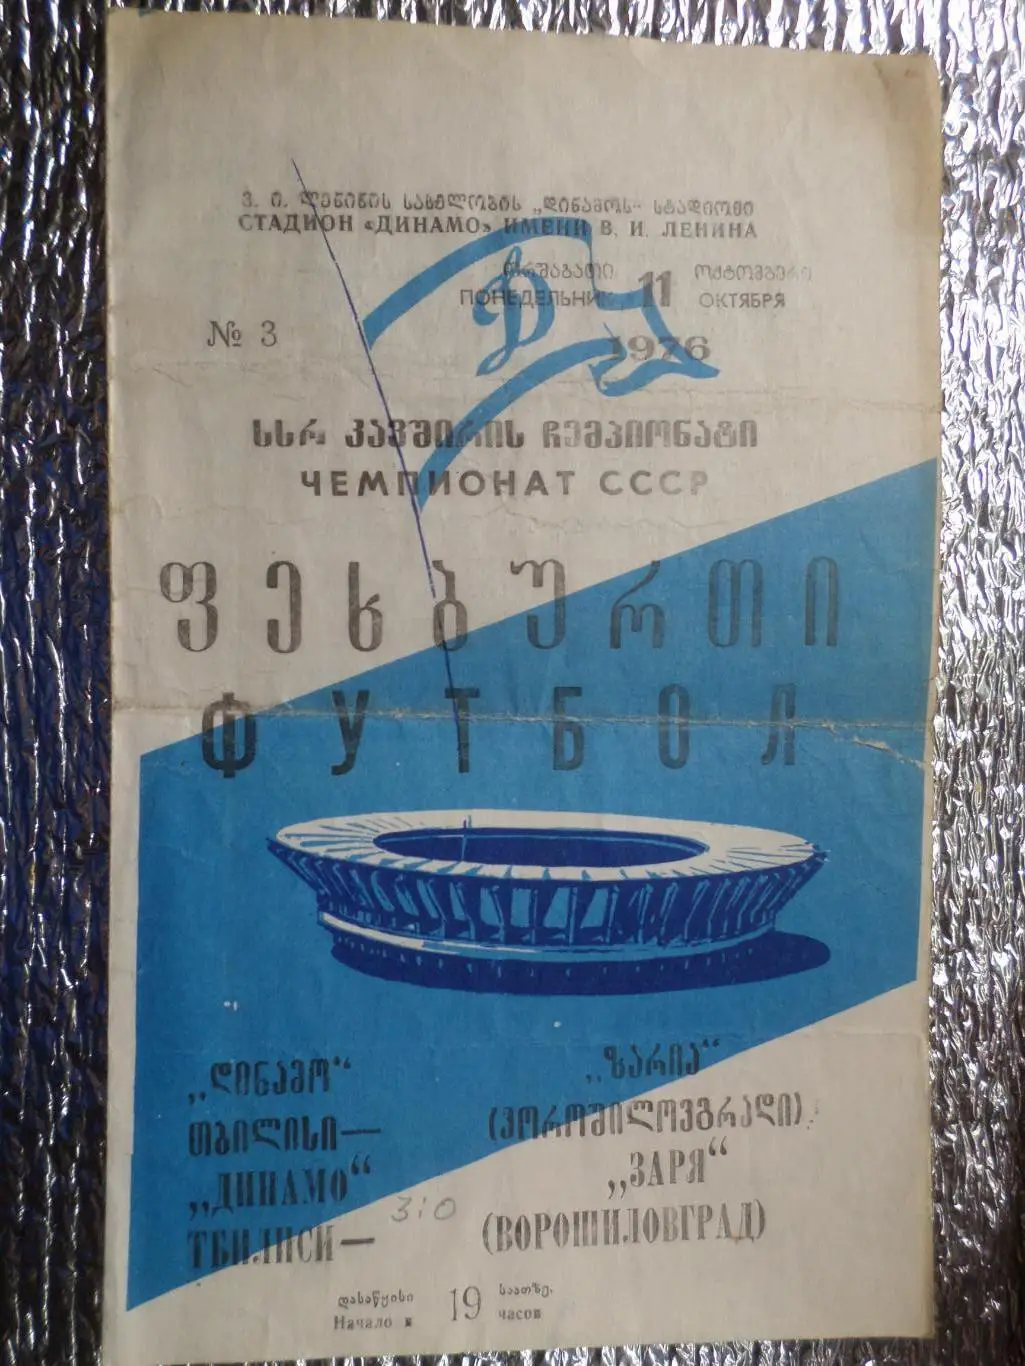 ვ. ი. ლენინის სახელობის „დინამოს“ სტადიონი
СТАДИОН «ДИНАМО» ИМЕНИ В. И. ЛЕНИНА
ორშაბათი 11 ოქტომბერი
ПОНЕДЕЛЬНИК ОКТЯБРЯ
№ 3
1976
სსრ კავშირის ჩემპიონატი
ЧЕМПИОНАТ СССР
ფეხბურთი
ФУТБОЛ
„დინამო“
თბილისი—
„ДИНАМО“
ТБИЛИСИ—
3:0
„ზარია“
(ვოროშილოვგრადი)
„ЗАРЯ“
(ВОРОШИЛОВГРАД)
დასაწყისი 19 საათზე.
Начало в часов